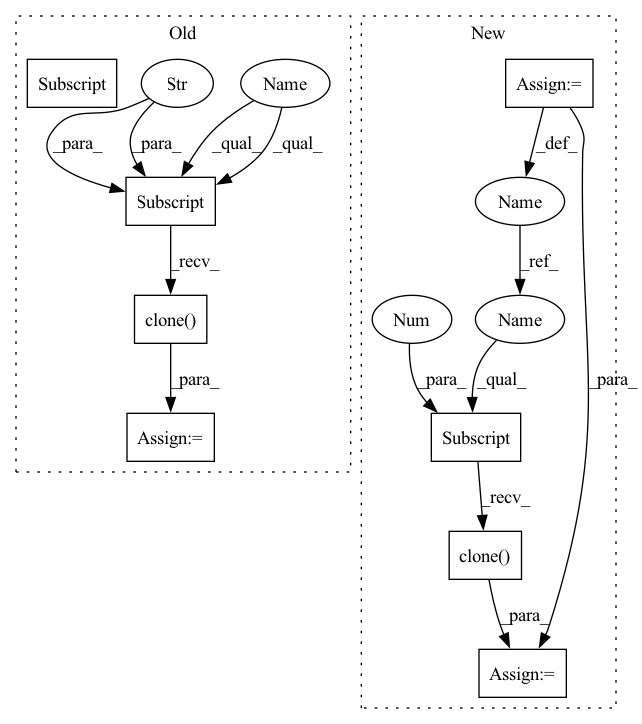 Old
New
Subscript
Str
Name
Assign:=
_para_
_para_
_qual_
_qual_
_def_
Subscript
Name
_recv_
_ref_
clone()
Num
Name
_para_
_para_
_qual_
_para_
Assign:=
Subscript
_recv_
clone()
_para_
Assign:=